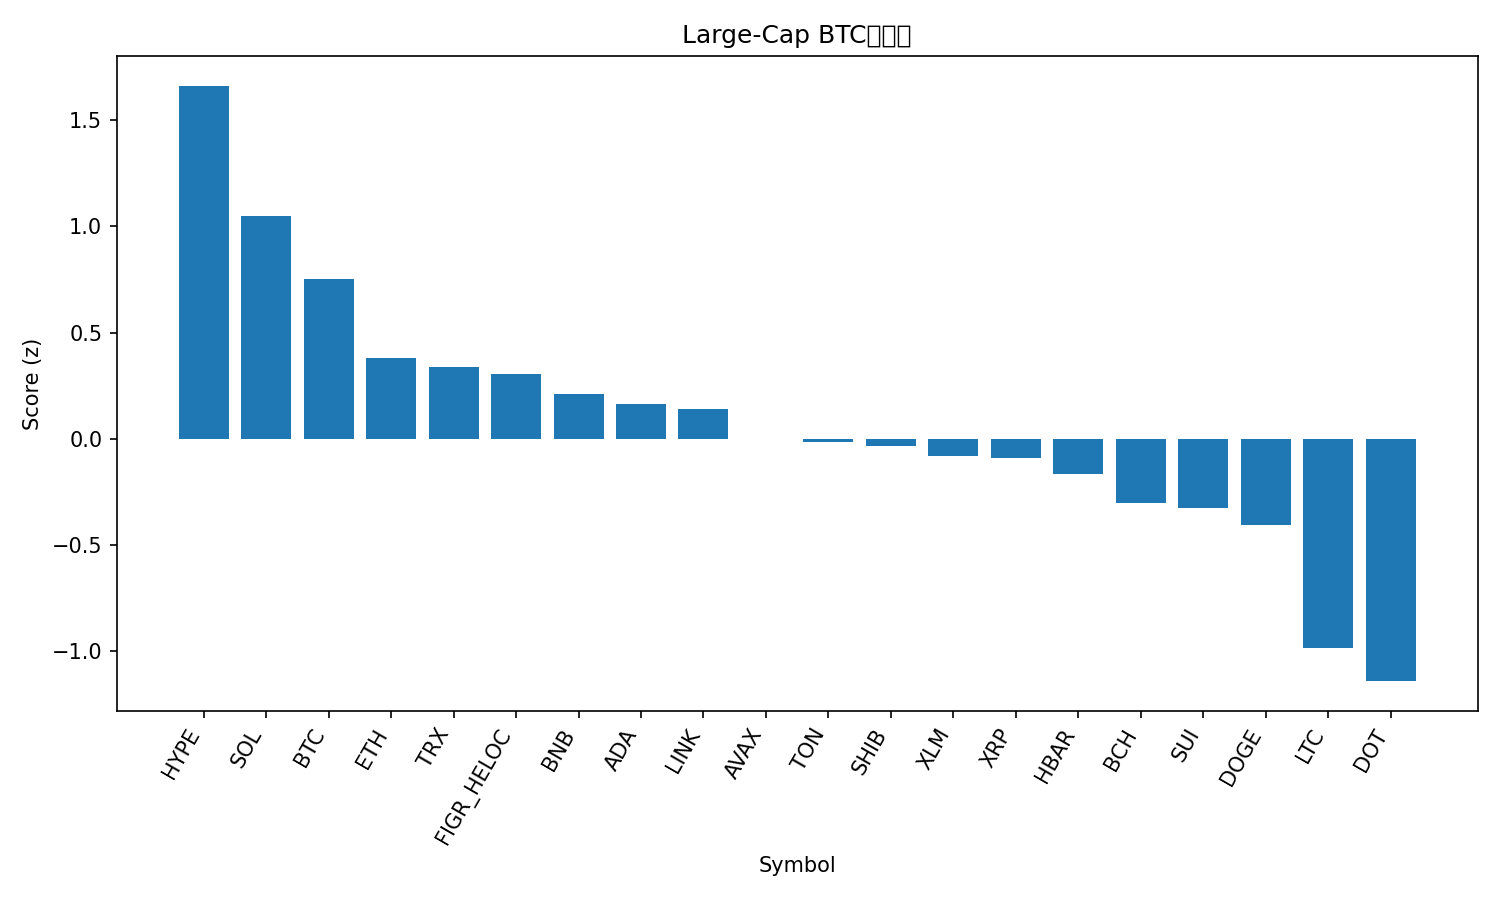 Large-Cap BTC
Score (z)
1.5
1.0
0.5
0.0
−0.5
−1.0
HYPE
SOL
BTC
ETH
TRX
FIGR_HELOC
BNB
ADA
LINK
AVAX
TON
SHIB
XLM
XRP
HBAR
BCH
SUI
DOGE
LTC
DOT
Symbol